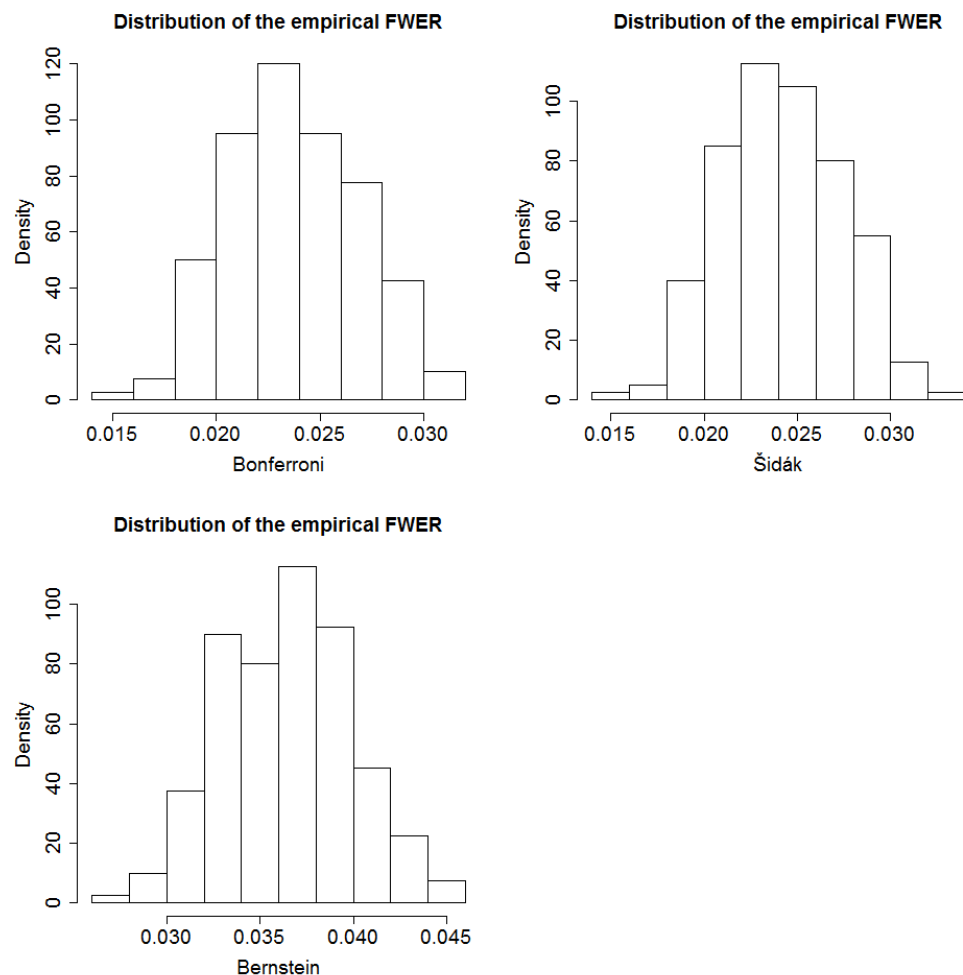 Distribution of the empirical FWER
Density
0 20 40 60 80 100 120
0.015 0.020 0.025 0.030
Bonferroni
Distribution of the empirical FWER
Density
0 20 40 60 80 100
0.015 0.020 0.025 0.030
Šidák
Distribution of the empirical FWER
Density
0 20 40 60 80 100
0.030 0.035 0.040 0.045
Bernstein